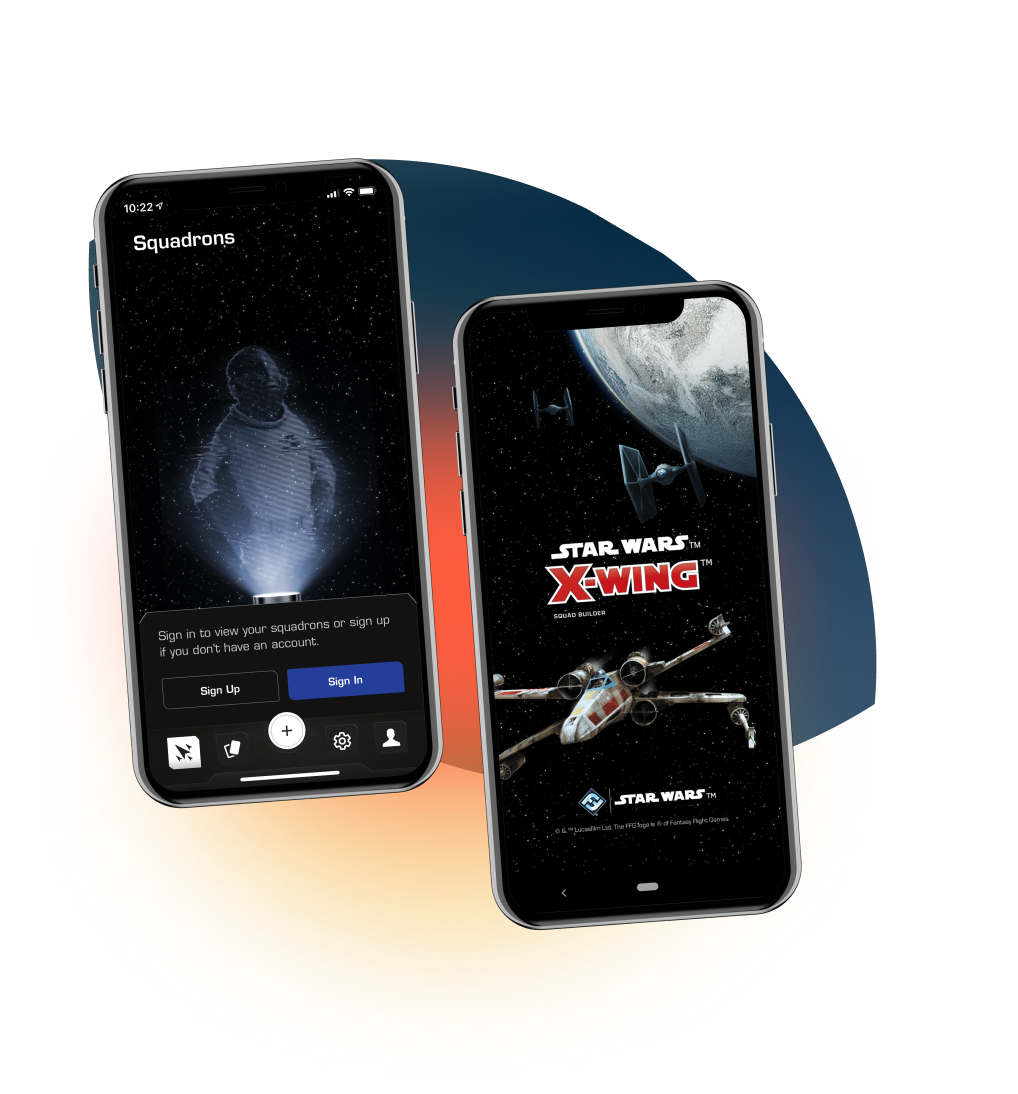 10:22
Squadrons
Sign in to view your squadrons or sign up
if you don't have an account.
Sign Up
Sign In
STAR WARS™
X-WING™
SQUAD BUILDER
STAR WARS™
© & ™ Lucasfilm Ltd. The FFG logo is ® of Fantasy Flight Games.